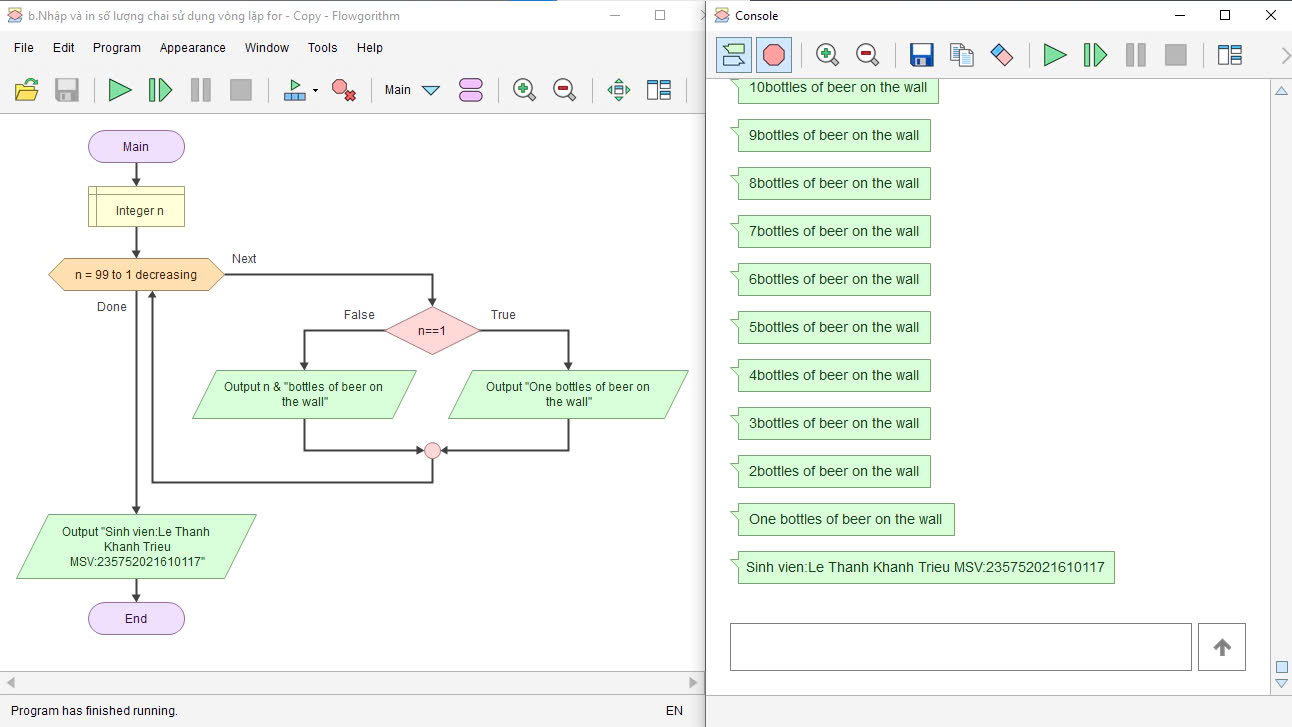 b.Nhập và in số lượng chai sử dụng vòng lặp for - Copy - Flowgorithm
File Edit Program Appearance Window Tools Help
Main
Main
Integer n
n = 99 to 1 decreasing
Next
Done
False
True
n==1
Output n & "bottles of beer on
the wall"
Output "One bottles of beer on
the wall"
Output "Sinh vien:Le Thanh
Khanh Trieu
MSV:235752021610117"
End
Program has finished running.
EN
Console
10bottles of beer on the wall
9bottles of beer on the wall
8bottles of beer on the wall
7bottles of beer on the wall
6bottles of beer on the wall
5bottles of beer on the wall
4bottles of beer on the wall
3bottles of beer on the wall
2bottles of beer on the wall
One bottles of beer on the wall
Sinh vien:Le Thanh Khanh Trieu MSV:235752021610117